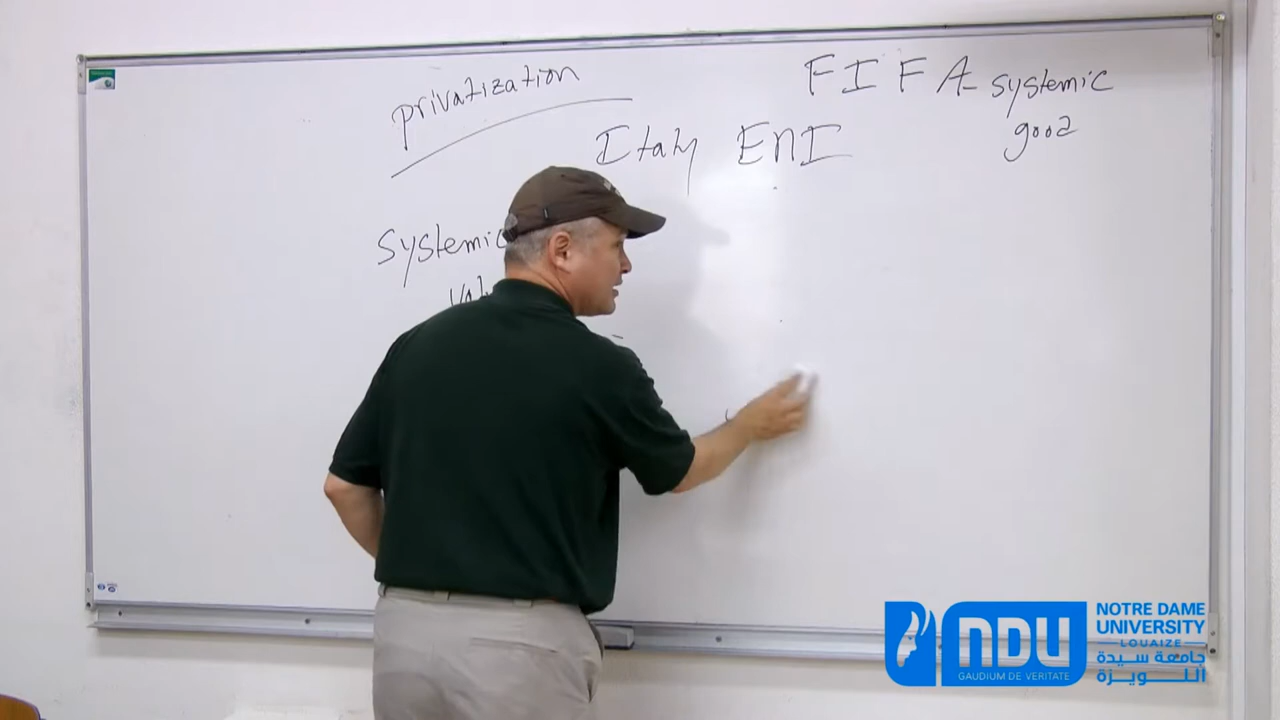 privatization
FIFA - systemic
good
Italy ENI
systemic
NDU
GAUDIUM DE VERITATE
NOTRE DAME
UNIVERSITY
LOUAIZE
جامعة سيدة
اللويزة